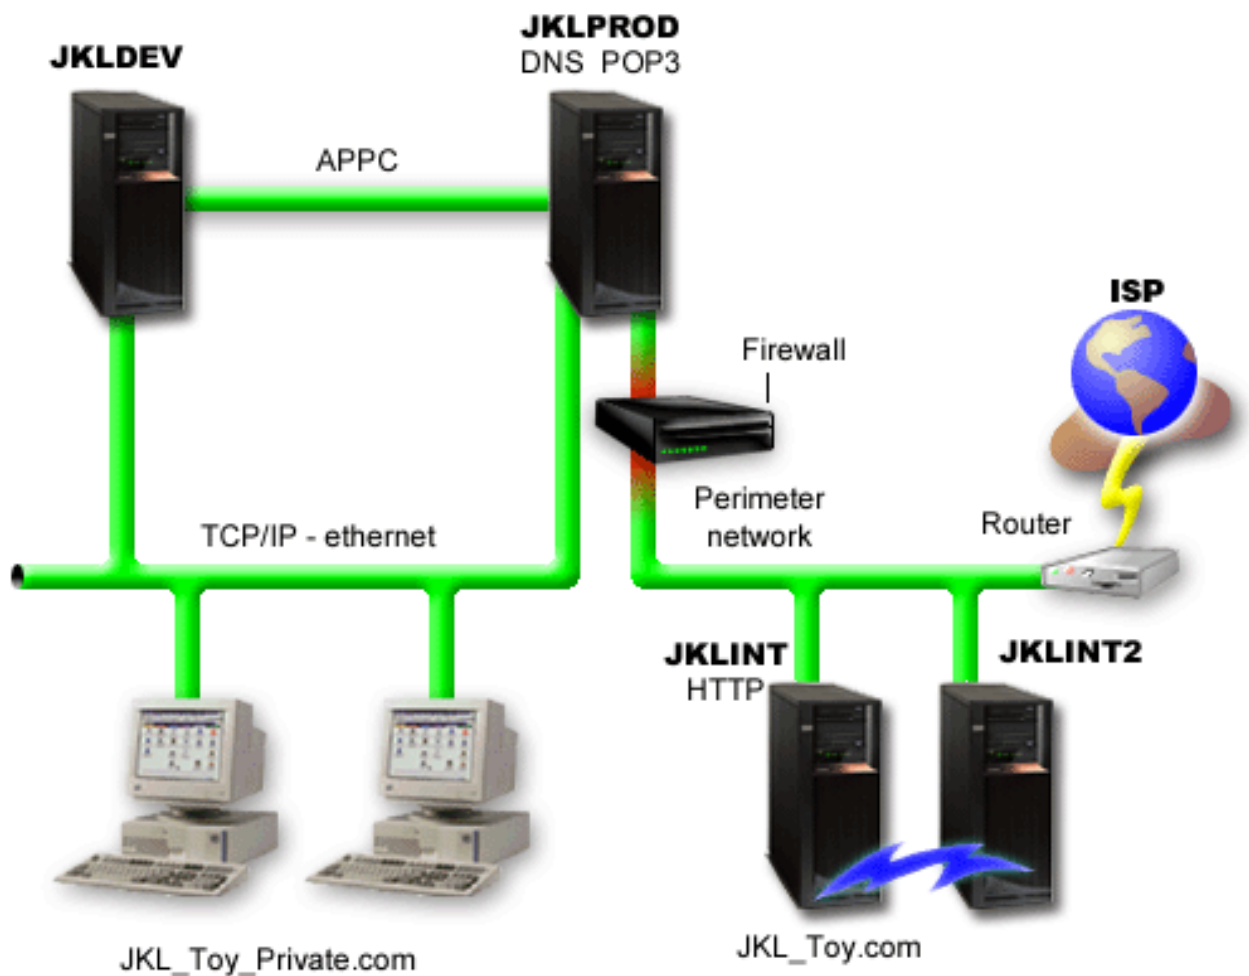 JKLDEV
JKLPROD
DNS POP3
APPC
ISP
Firewall
Perimeter
network
Router
TCP/IP - ethernet
JKLINT
HTTP
JKLINT2
JKL_Toy_Private.com
JKL_Toy.com